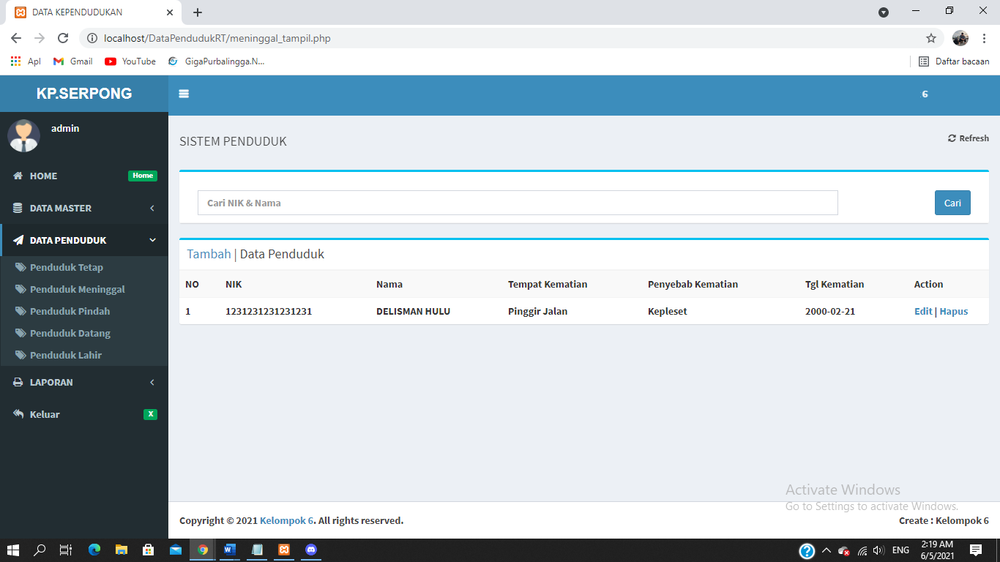 DATA KEPENDUDUKAN
localhost/DataPendudukRT/meninggal_tampil.php
Apl Gmail YouTube GigaPurbalingga.N... Daftar bacaan
KP.SERPONG 6
admin
SISTEM PENDUDUK Refresh
HOME Home
Cari NIK & Nama Cari
DATA MASTER
DATA PENDUDUK
Tambah | Data Penduduk
Penduduk Tetap
Penduduk Meninggal
Penduduk Pindah
Penduduk Datang
Penduduk Lahir
NO NIK Nama Tempat Kematian Penyebab Kematian Tgl Kematian Action
1 1231231231231231 DELISMAN HULU Pinggir Jalan Kepleset 2000-02-21 Edit | Hapus
LAPORAN
Keluar X
Activate Windows
Go to Settings to activate Windows.
Copyright © 2021 Kelompok 6. All rights reserved. Create : Kelompok 6
ENG 2:19 AM
6/5/2021